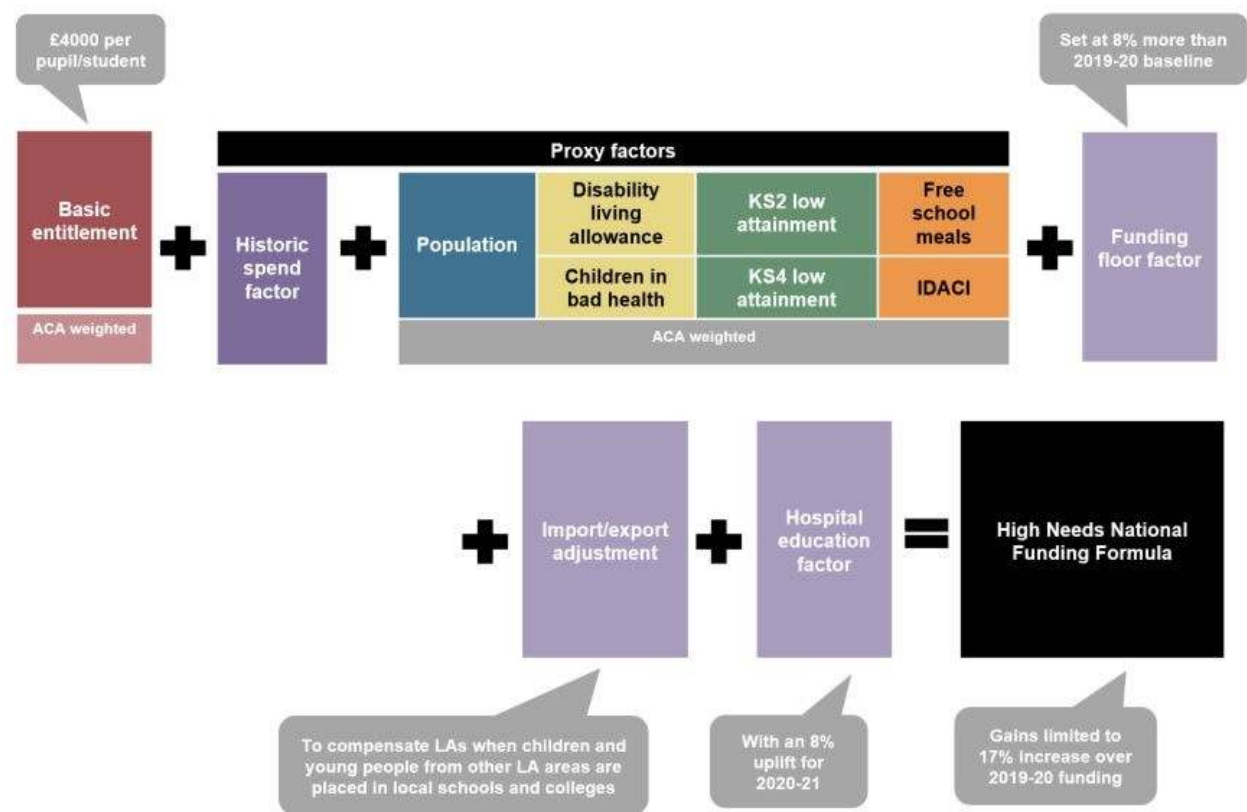 £4000 per
pupil/student
Set at 8% more than
2019-20 baseline
Proxy factors
Basic
entitlement
ACA weighted
Historic
spend
factor
Population
Disability
living
allowance
Children in
bad health
KS2 low
attainment
KS4 low
attainment
Free
school
meals
IDACI
ACA weighted
Funding
floor factor
Import/export
adjustment
Hospital
education
factor
High Needs National
Funding Formula
To compensate LAs when children and
young people from other LA areas are
placed in local schools and colleges
With an 8%
uplift for
2020-21
Gains limited to
17% increase over
2019-20 funding